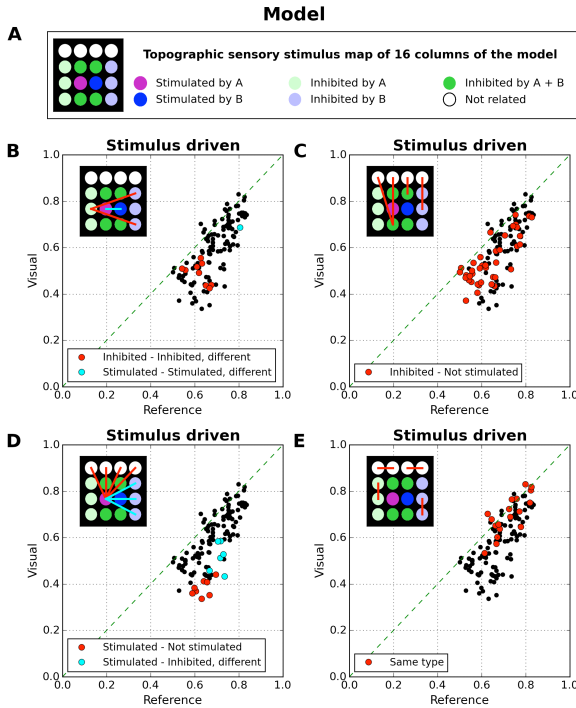 Model
A
Topographic sensory stimulus map of 16 columns of the model
Stimulated by A
Inhibited by A
Inhibited by A + B
Stimulated by B
Inhibited by B
Not related
B
Stimulus driven
1.0
0.8
0.6
0.4
0.2
0.0
Visual
Inhibited - Inhibited, different
Stimulated - Stimulated, different
0.0 0.2 0.4 0.6 0.8 1.0
Reference
C
Stimulus driven
1.0
0.8
0.6
0.4
0.2
0.0
Visual
Inhibited - Not stimulated
0.0 0.2 0.4 0.6 0.8 1.0
Reference
D
Stimulus driven
1.0
0.8
0.6
0.4
0.2
0.0
Visual
Stimulated - Not stimulated
Stimulated - Inhibited, different
0.0 0.2 0.4 0.6 0.8 1.0
Reference
E
Stimulus driven
1.0
0.8
0.6
0.4
0.2
0.0
Visual
Same type
0.0 0.2 0.4 0.6 0.8 1.0
Reference